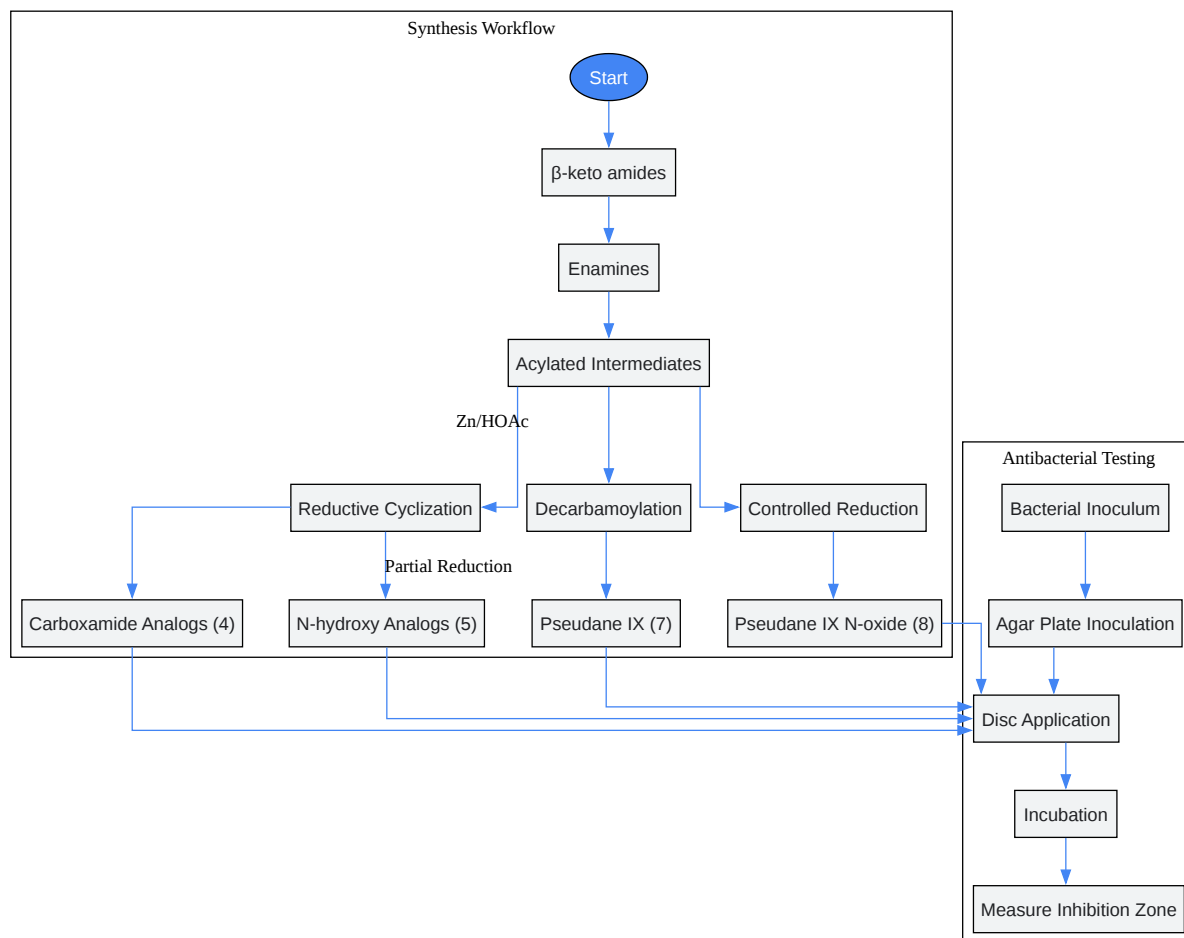 Synthesis Workflow
Start
β-keto amides
Enamines
Acylated Intermediates
Zn/HOAc
Antibacterial Testing
Reductive Cyclization
Decarbamoylation
Controlled Reduction
Bacterial Inoculum
Partial Reduction
Carboxamide Analogs (4)
N-hydroxy Analogs (5)
Pseudane IX (7)
Pseudane IX N-oxide (8)
Agar Plate Inoculation
Disc Application
Incubation
Measure Inhibition Zone